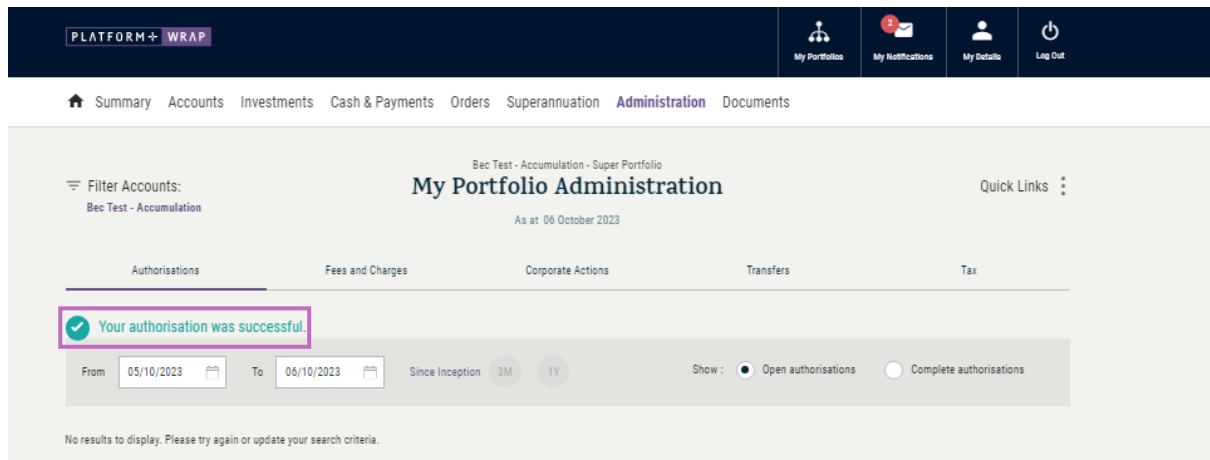 PLATFORM+ WRAP
My Portfolios
2
My Notifications
My Details
Log Out
Summary Accounts Investments Cash & Payments Orders Superannuation Administration Documents
Bec Test - Accumulation - Super Portfolio
Filter Accounts:
My Portfolio Administration
Quick Links
Bec Test - Accumulation
As at 06 October 2023
Authorisations Fees and Charges Corporate Actions Transfers Tax
Your authorisation was successful.
From 05/10/2023 To 06/10/2023 Since Inception 3M 1Y Show : Open authorisations Complete authorisations
No results to display. Please try again or update your search criteria.